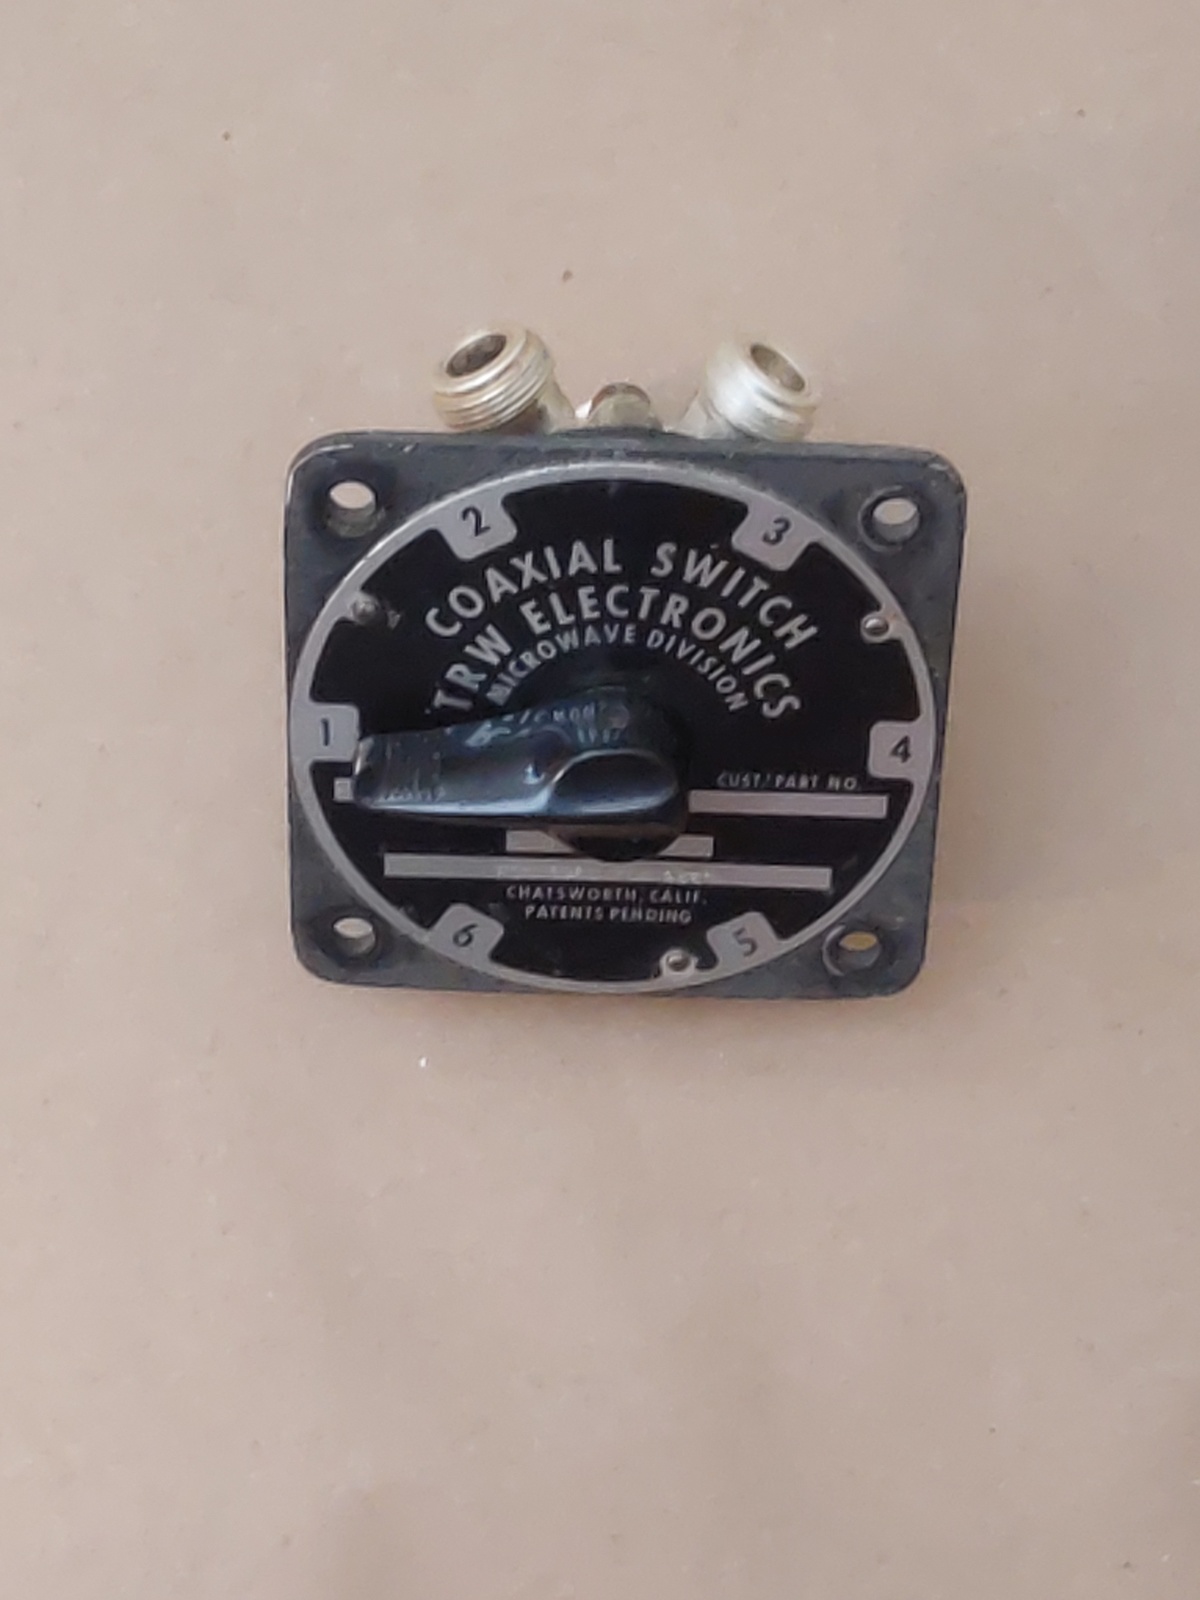 2
3
COAXIAL SWITCH
TRW ELECTRONICS
MICROWAVE DIVISION
1
4
CUST. PART NO.
CHATSWORTH, CALIF.
PATENTS PENDING
6
5